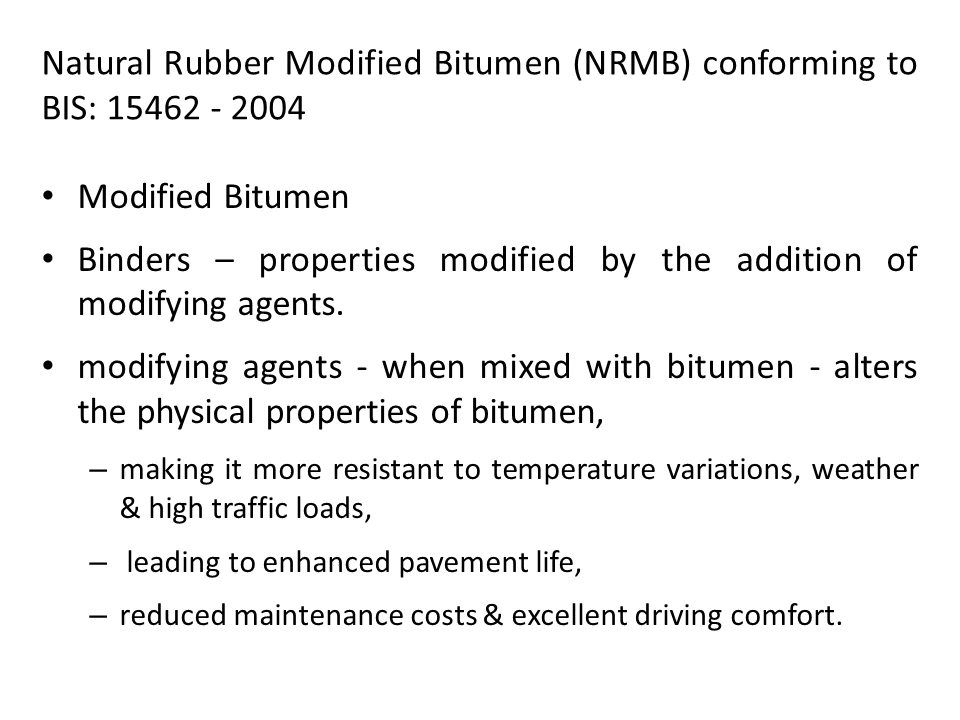 Natural Rubber Modified Bitumen (NRMB) conforming to
BIS: 15462 - 2004
• Modified Bitumen
• Binders – properties modified by the addition of
modifying agents.
• modifying agents - when mixed with bitumen - alters
the physical properties of bitumen,
– making it more resistant to temperature variations, weather
& high traffic loads,
– leading to enhanced pavement life,
– reduced maintenance costs & excellent driving comfort.